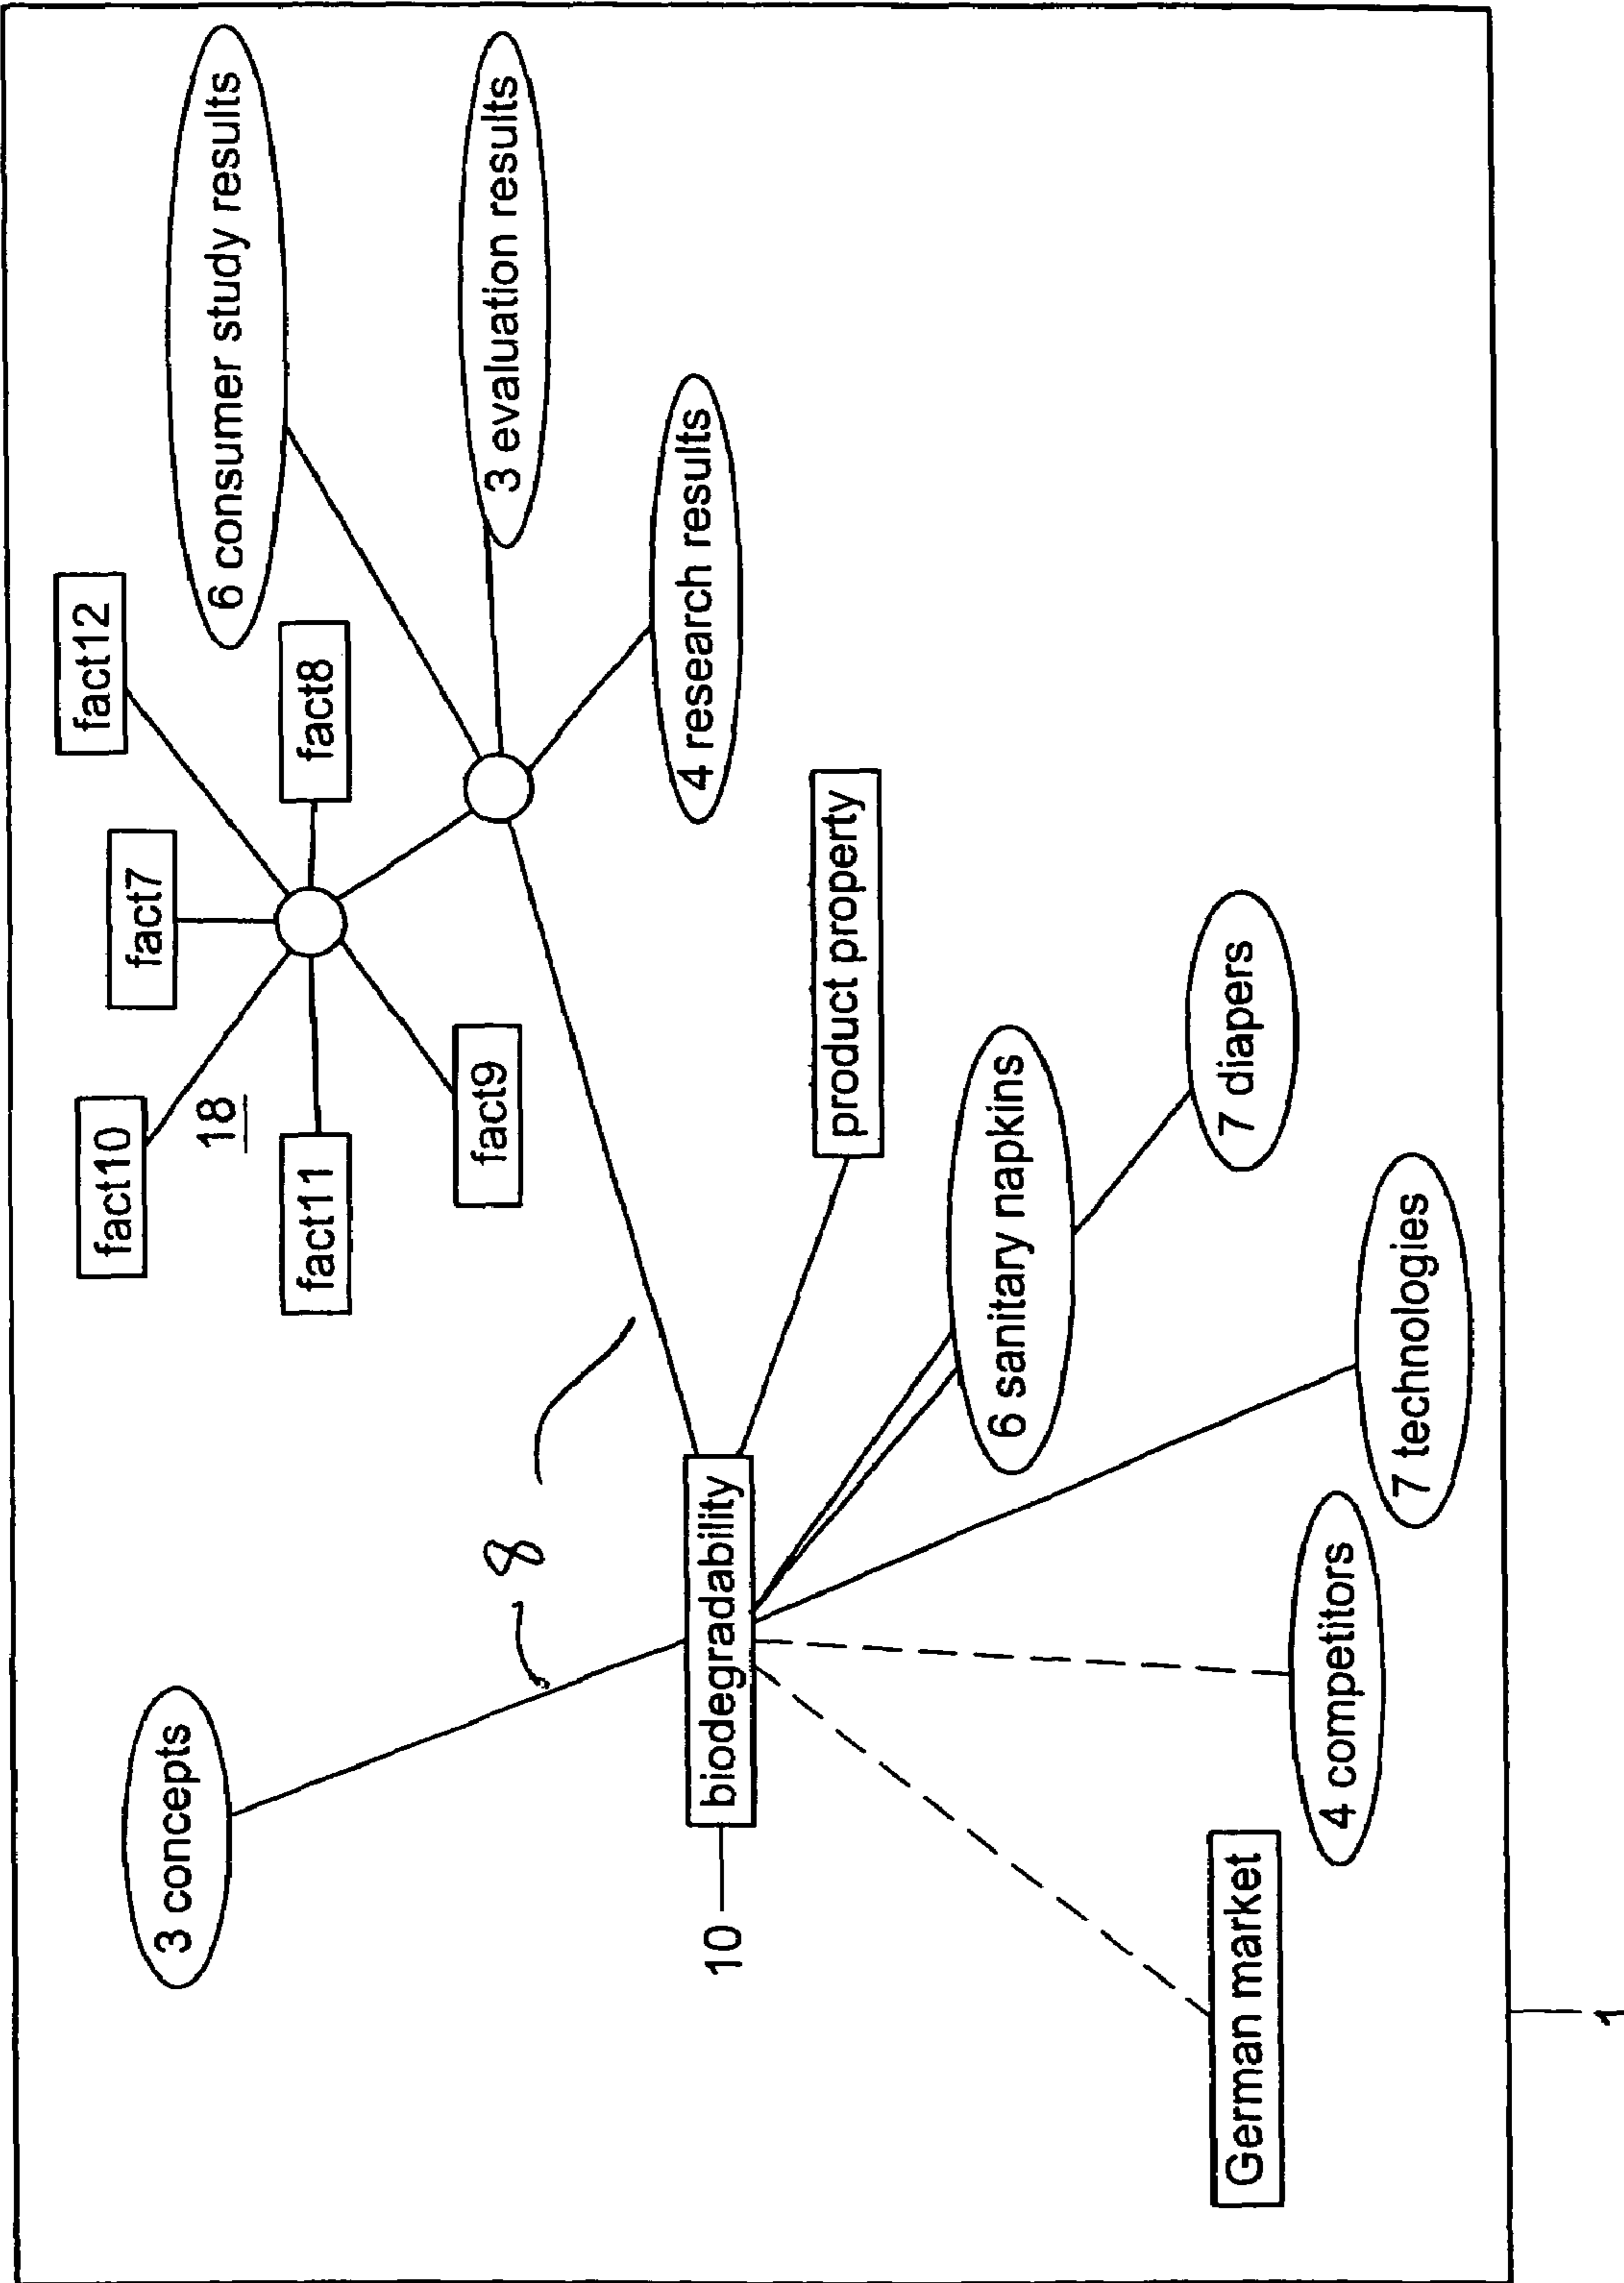 fact12
fact7
fact10
6 consumer study results
fact8
18
fact11
3 concepts
3 evaluation results
fact9
8
4 research results
biodegradability
10
product property
6 sanitary napkins
7 diapers
German market
4 competitors
7 technologies
1